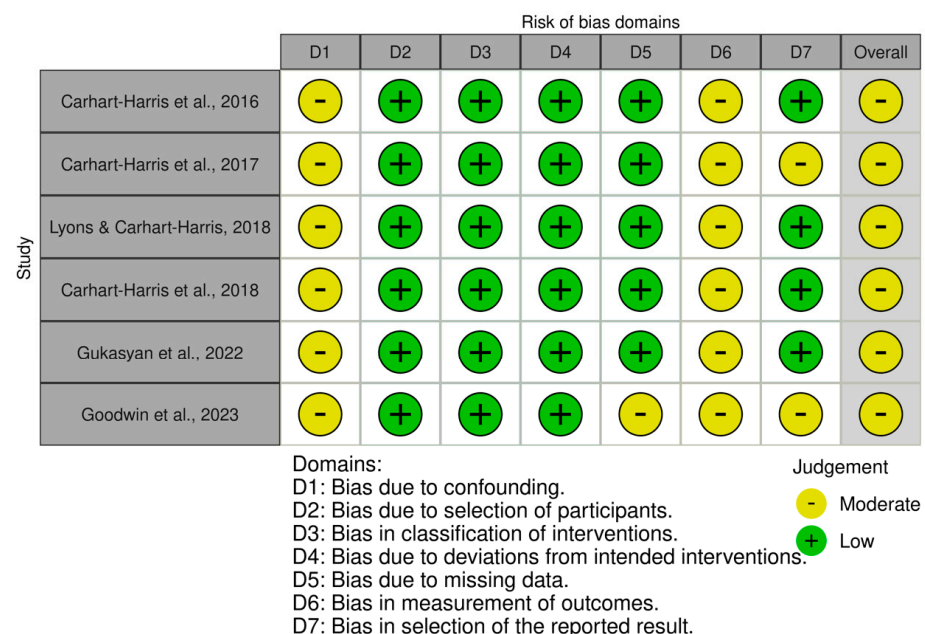 Risk of bias domains
D1 D2 D3 D4 D5 D6 D7 Overall
Study
Carhart-Harris et al., 2016 - + + + + - + -
Carhart-Harris et al., 2017 - + + + + - - -
Lyons & Carhart-Harris, 2018 - + + + + - + -
Carhart-Harris et al., 2018 - + + + + - + -
Gukasyan et al., 2022 - + + + + - + -
Goodwin et al., 2023 - + + + - - - -
Domains:
D1: Bias due to confounding.
D2: Bias due to selection of participants.
D3: Bias in classification of interventions.
D4: Bias due to deviations from intended interventions.
D5: Bias due to missing data.
D6: Bias in measurement of outcomes.
D7: Bias in selection of the reported result.
Judgement
- Moderate
+ Low